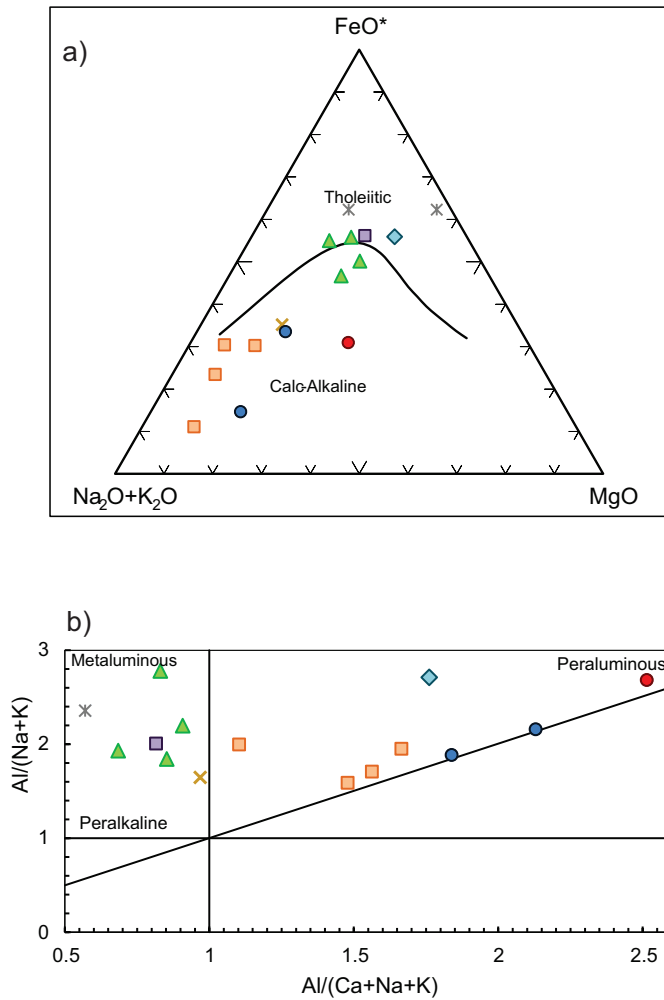 FeO*
a)
Tholeiitic
Calc-Alkaline
Na₂O+K₂O
MgO
b)
3
Metaluminous
Peraluminous
2
Al/(Na+K)
Peralkaline
1
0
0.5
1
1.5
2
2.5
Al/(Ca+Na+K)